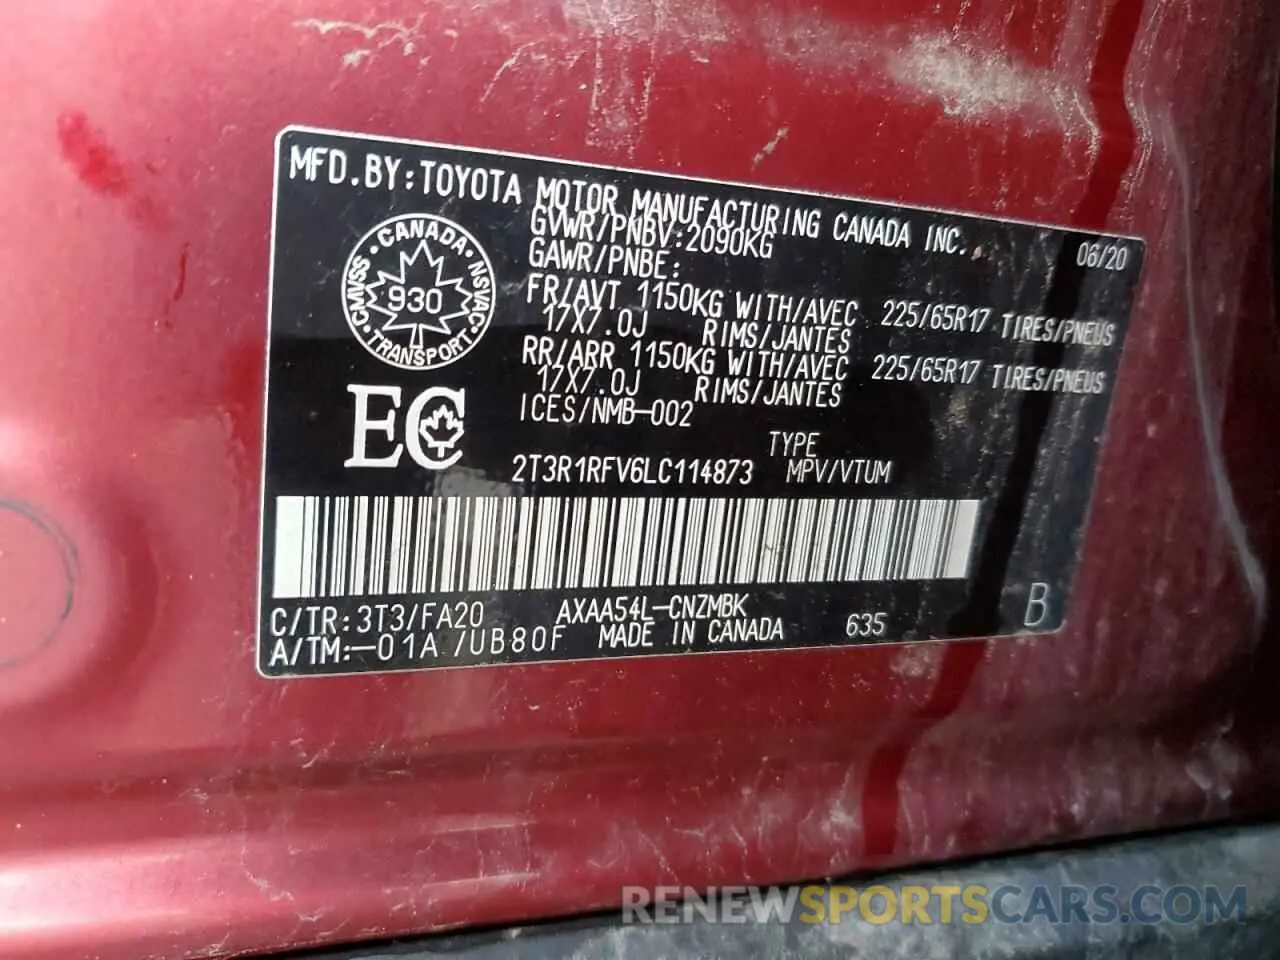 MFD.BY:TOYOTA MOTOR MANUFACTURING CANADA INC. 06/20
GVWR/PNBV:2090KG
GAWR/PNBE:
FR/AVT 1150KG WITH/AVEC 225/65R17 TIRES/PNEUS
17X7.0J RIMS/JANTES
RR/ARR 1150KG WITH/AVEC 225/65R17 TIRES/PNEUS
17X7.0J RIMS/JANTES
ICES/NMB-002
CANADA
CMVSS 930 NSVAC
TRANSPORT
EC
TYPE
2T3R1RFV6LC114873 MPV/VTUM
C/TR:3T3/FA20 AXAA54L-CNZMBK
A/TM:-01A /UB80F MADE IN CANADA 635 B
RENEWSPORTSCARS.COM